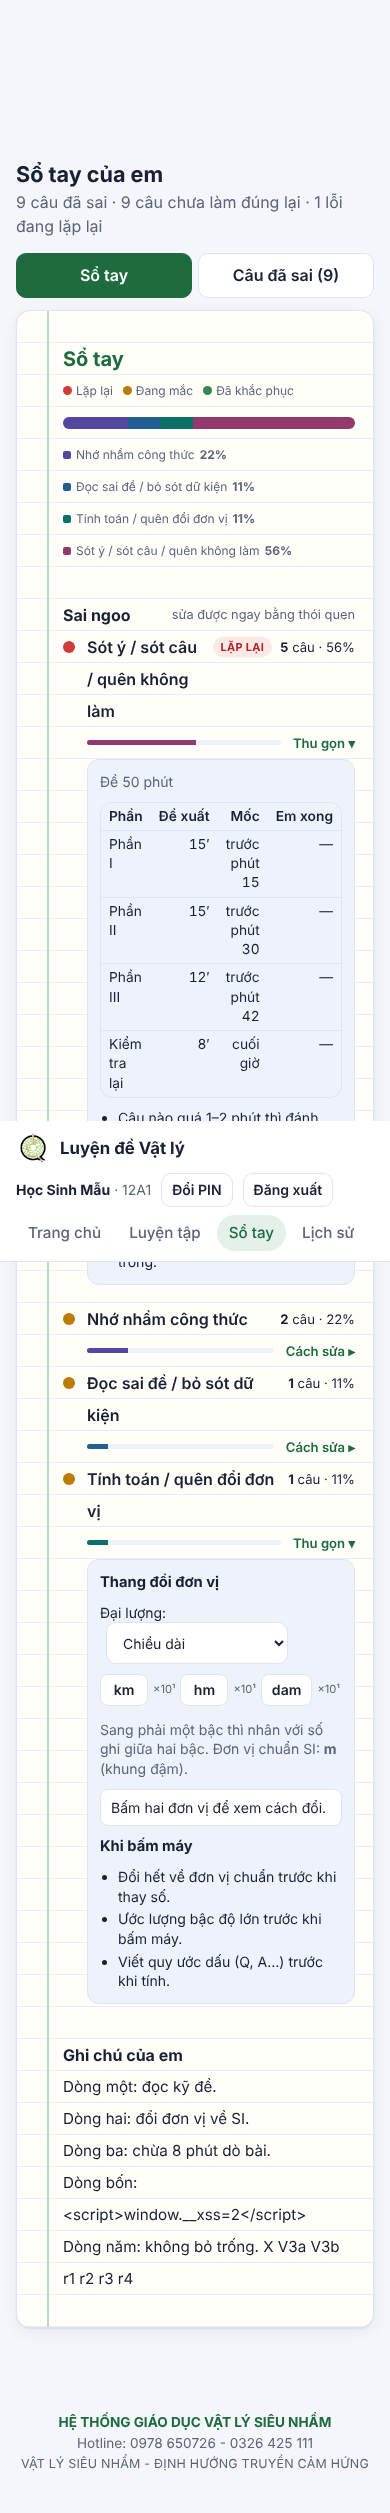 Sổ tay của em
9 câu đã sai · 9 câu chưa làm đúng lại · 1 lỗi
đang lặp lại
Sổ tay
Câu đã sai (9)
Sổ tay
Lặp lại Đang mắc Đã khắc phục
Nhớ nhầm công thức 22%
Đọc sai đề / bỏ sót dữ kiện 11%
Tính toán / quên đổi đơn vị 11%
Sót ý / sót câu / quên không làm 56%
Sai ngoo sửa được ngay bằng thói quen
Sót ý / sót câu LẶP LẠI 5 câu · 56%
/ quên không
làm
Thu gọn ▾
Đề 50 phút
Phần Đề xuất Mốc Em xong
Phần 15′ trước —
I phút
15
Phần 15′ trước —
II phút
30
Phần 15′ trước —
III phút
42
Kiểm 8′ cuối —
tra giờ
lại
Câu nào quá 1–2 phút thì đánh
Luyện đề Vật lý
Học Sinh Mẫu · 12A1 Đổi PIN Đăng xuất
Trang chủ Luyện tập Sổ tay Lịch sử
trong.
Nhớ nhầm công thức 2 câu · 22%
Cách sửa ▸
Đọc sai đề / bỏ sót dữ 1 câu · 11%
kiện
Cách sửa ▸
Tính toán / quên đổi đơn 1 câu · 11%
vị
Thu gọn ▾
Thang đổi đơn vị
Đại lượng:
Chiều dài
km ×10¹ hm ×10¹ dam ×10¹
Sang phải một bậc thì nhân với số
ghi giữa hai bậc. Đơn vị chuẩn SI: m
(khung đậm).
Bấm hai đơn vị để xem cách đổi.
Khi bấm máy
Đổi hết về đơn vị chuẩn trước khi
thay số.
Ước lượng bậc độ lớn trước khi
bấm máy.
Viết quy ước dấu (Q, A...) trước
khi tính.
Ghi chú của em
Dòng một: đọc kỹ đề.
Dòng hai: đổi đơn vị về SI.
Dòng ba: chừa 8 phút dò bài.
Dòng bốn:
<script>window.__xss=2</script>
Dòng năm: không bỏ trống. X V3a V3b
r1 r2 r3 r4
HỆ THỐNG GIÁO DỤC VẬT LÝ SIÊU NHẨM
Hotline: 0978 650726 - 0326 425 111
VẬT LÝ SIÊU NHẨM - ĐỊNH HƯỚNG TRUYỀN CẢM HỨNG